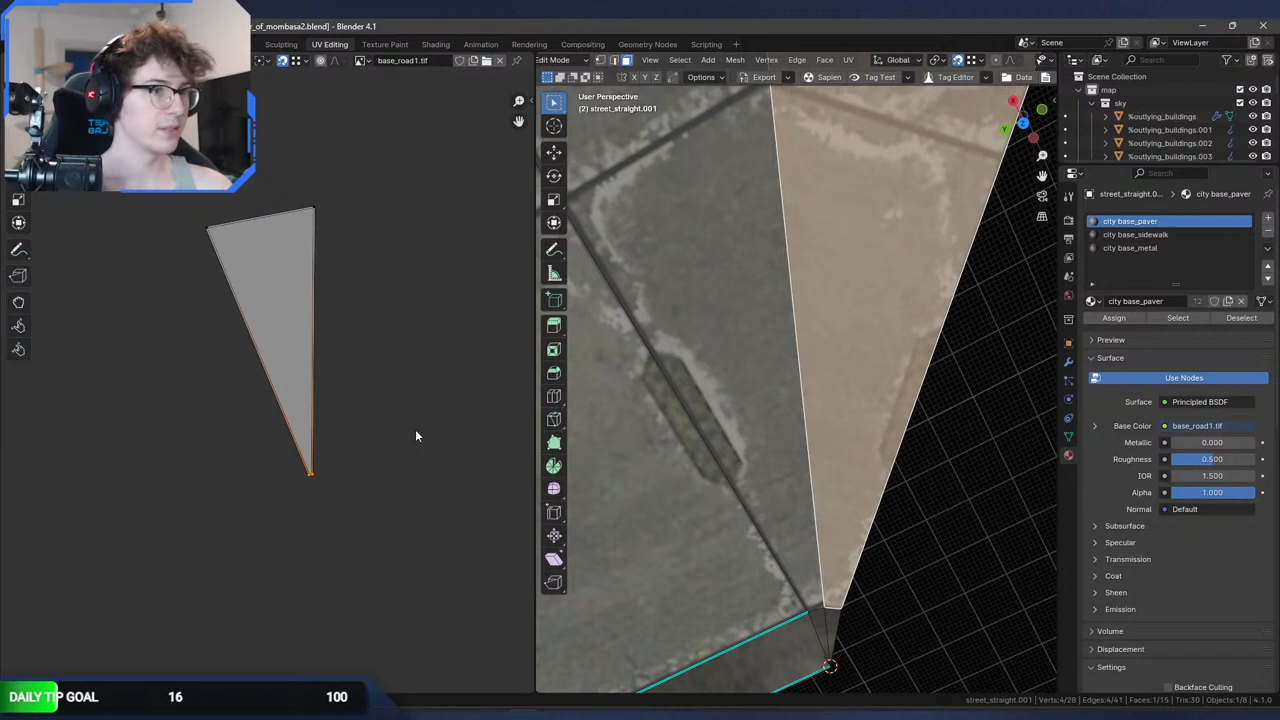 y_of_mombasa2.blend] - Blender 4.1
Sculpting UV Editing Texture Paint Shading Animation Rendering Compositing Geometry Nodes Scripting +
Scene
ViewLayer
base_road1.tif
Edit Mode
View Select Add Mesh Vertex Edge Face UV
Global
X Y Z
Options
Export
Sapien
Tag Test
Tag Editor
Data
User Perspective
(2) street_straight.001
X
Y
Z
Scene Collection
map
sky
%outlying_buildings
%outlying_buildings.001
%outlying_buildings.002
%outlying_buildings.003
Search
street_straight.0...
city base_paver
city base_paver
city base_sidewalk
city base_metal
city base_paver
12
Assign Select Deselect
Preview
Surface
Use Nodes
Surface Principled BSDF
Base Color base_road1.tif
Metallic 0.000
Roughness 0.500
IOR 1.500
Alpha 1.000
Normal Default
Subsurface
Specular
Transmission
Coat
Sheen
Emission
Volume
Displacement
Settings
Backface Culling
street_straight.001 | Verts:4/28 | Edges:4/41 | Faces:1/15 | Tris:30 | Objects:1/8 | 4.1.0
DAILY TIP GOAL 16 100